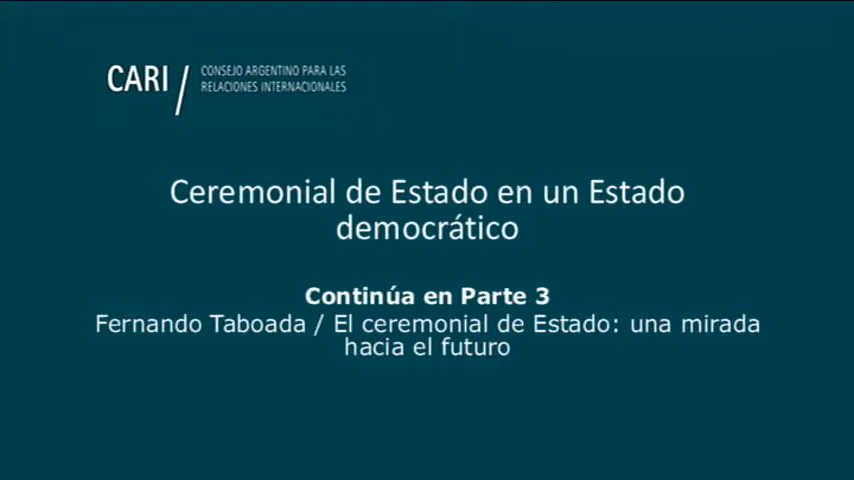 CARI /
CONSEJO ARGENTINO PARA LAS
RELACIONES INTERNACIONALES
Ceremonial de Estado en un Estado
democrático
Continúa en Parte 3
Fernando Taboada / El ceremonial de Estado: una mirada
hacia el futuro